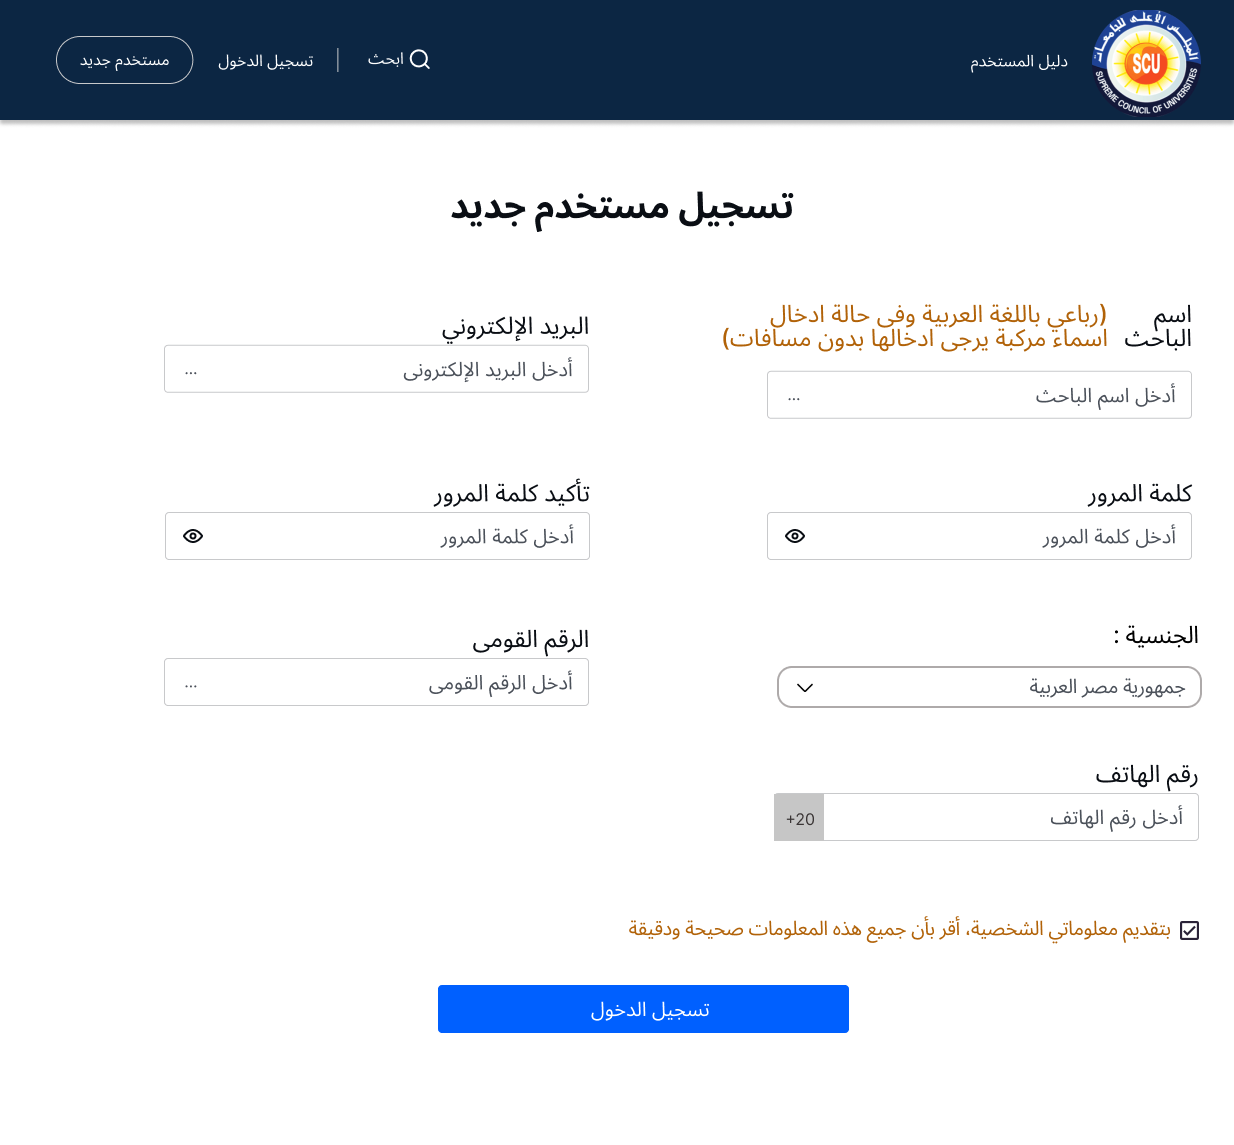 المجلس الأعلى للجامعات
SCU
SUPREME COUNCIL OF UNIVERSITIES
دليل المستخدم
ابحث
تسجيل الدخول
مستخدم جديد
تسجيل مستخدم جديد
اسم الباحث
(رباعي باللغة العربية وفى حالة ادخال
اسماء مركبة يرجى ادخالها بدون مسافات)
أدخل اسم الباحث ...
البريد الإلكتروني
أدخل البريد الإلكترونى ...
كلمة المرور
أدخل كلمة المرور
تأكيد كلمة المرور
أدخل كلمة المرور
الجنسية :
جمهورية مصر العربية
الرقم القومى
أدخل الرقم القومى ...
رقم الهاتف
أدخل رقم الهاتف
+20
بتقديم معلوماتي الشخصية، أقر بأن جميع هذه المعلومات صحيحة ودقيقة
تسجيل الدخول